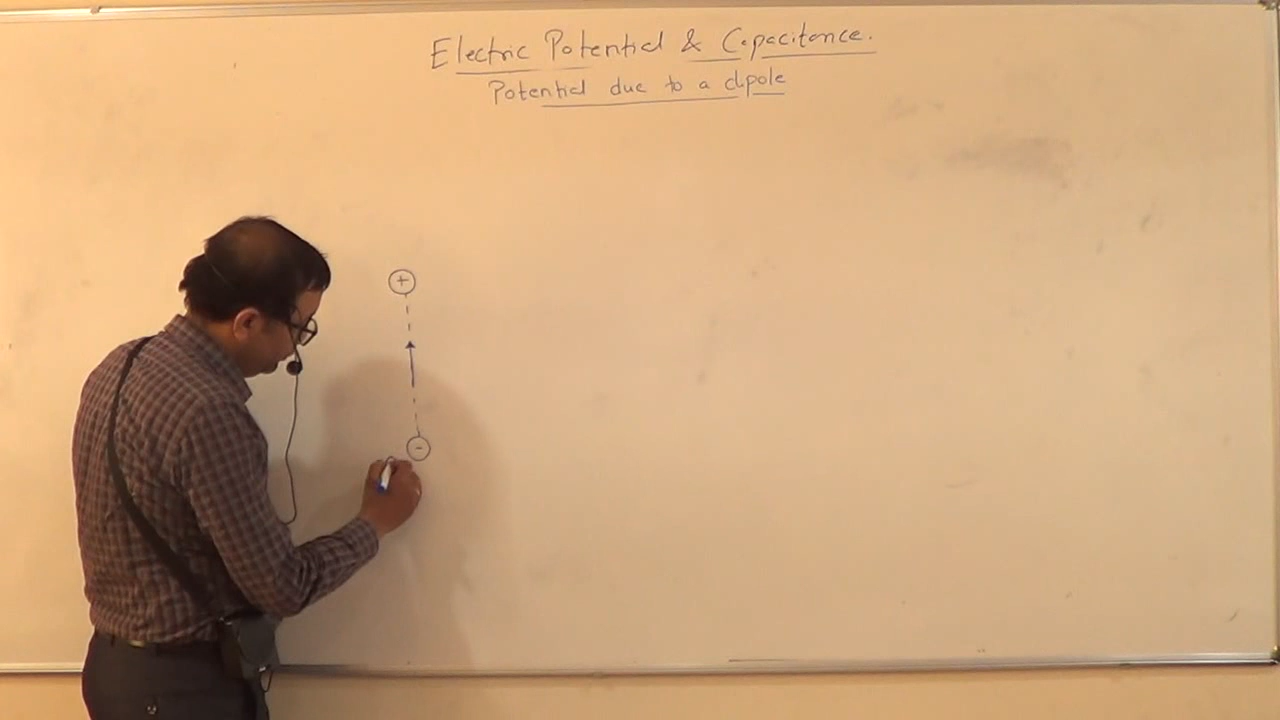 Electric Potential & Capacitance.
Potential due to a dipole
+
-